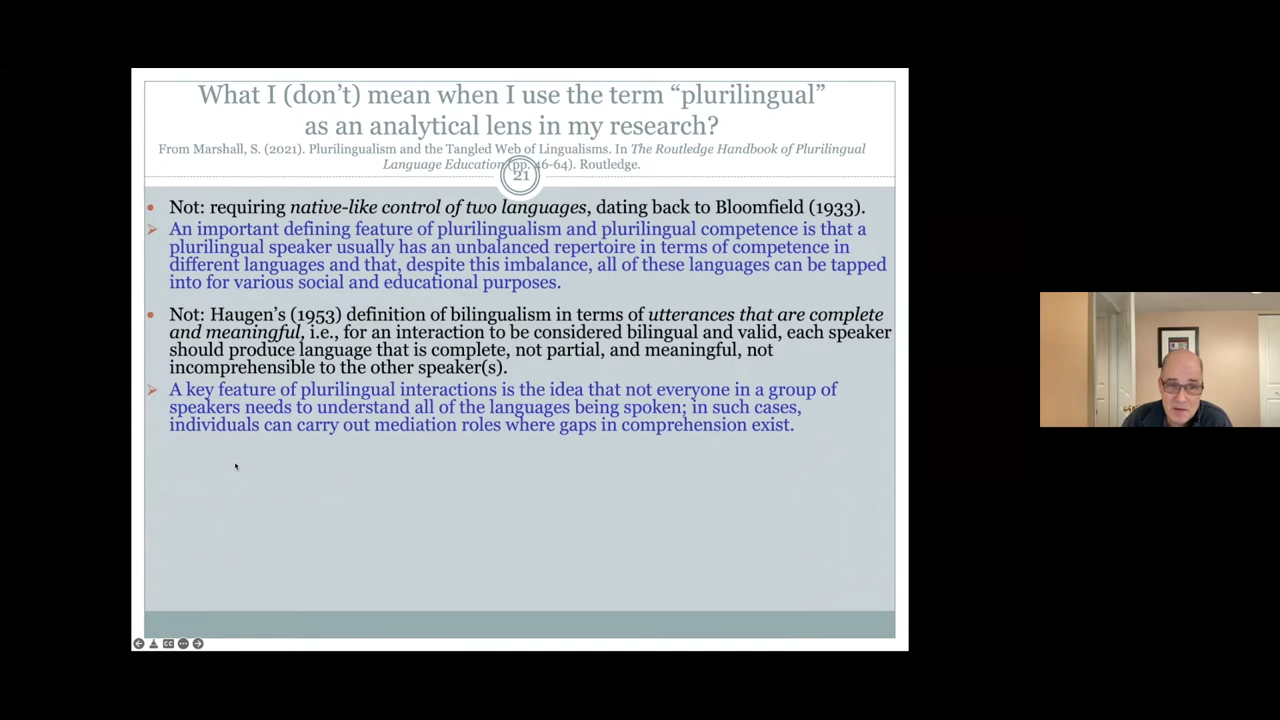 What I (don't) mean when I use the term "plurilingual"
as an analytical lens in my research?
From Marshall, S. (2021). Plurilingualism and the Tangled Web of Lingualisms. In The Routledge Handbook of Plurilingual
Language Education (pp. 46-64). Routledge.
21
• Not: requiring native-like control of two languages, dating back to Bloomfield (1933).
➢ An important defining feature of plurilingualism and plurilingual competence is that a
plurilingual speaker usually has an unbalanced repertoire in terms of competence in
different languages and that, despite this imbalance, all of these languages can be tapped
into for various social and educational purposes.
• Not: Haugen's (1953) definition of bilingualism in terms of utterances that are complete
and meaningful, i.e., for an interaction to be considered bilingual and valid, each speaker
should produce language that is complete, not partial, and meaningful, not
incomprehensible to the other speaker(s).
➢ A key feature of plurilingual interactions is the idea that not everyone in a group of
speakers needs to understand all of the languages being spoken; in such cases,
individuals can carry out mediation roles where gaps in comprehension exist.